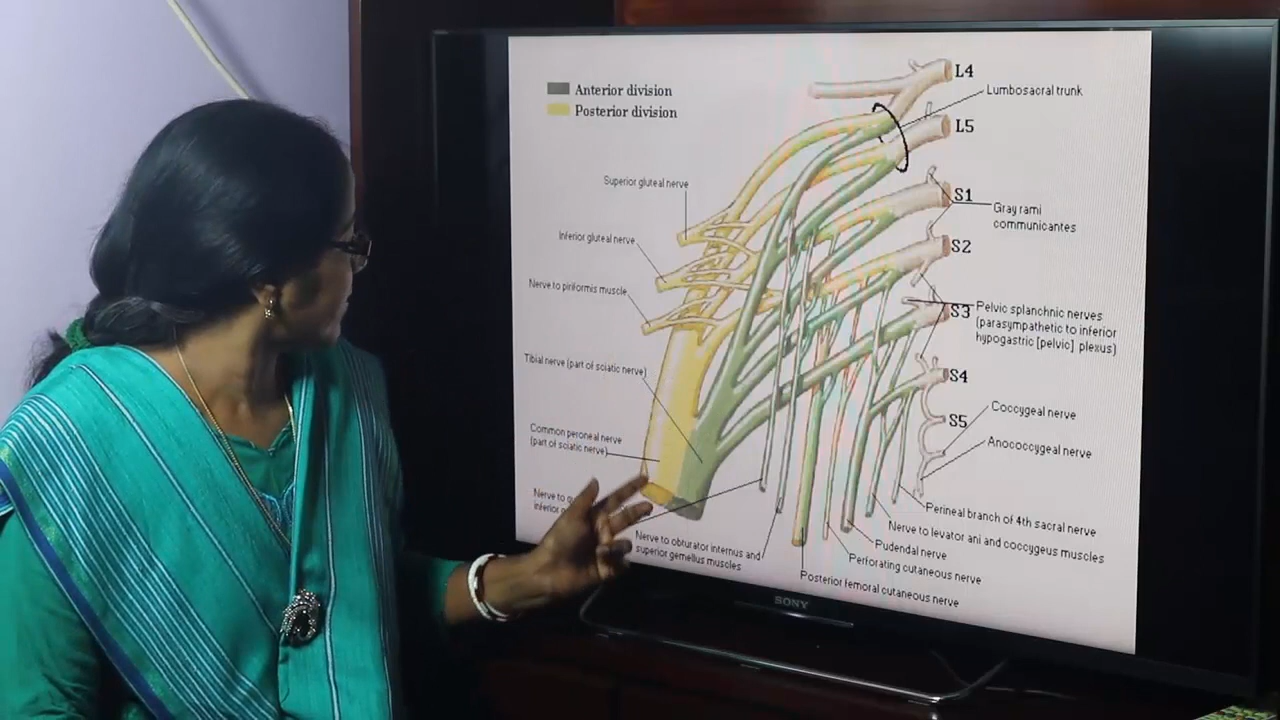 Anterior division
Posterior division
L4
Lumbosacral trunk
L5
Superior gluteal nerve
S1
Gray rami
communicantes
Inferior gluteal nerve
S2
Nerve to piriformis muscle
S3
Pelvic splanchnic nerves
(parasympathetic to inferior
hypogastric [pelvic] plexus)
Tibial nerve (part of sciatic nerve)
S4
Coccygeal nerve
S5
Common peroneal nerve
(part of sciatic nerve)
Anococcygeal nerve
Nerve to
Perineal branch of 4th sacral nerve
Nerve to levator ani and coccygeus muscles
Nerve to obturator internus and
superior gemellus muscles
Pudendal nerve
Perforating cutaneous nerve
Posterior femoral cutaneous nerve
SONY